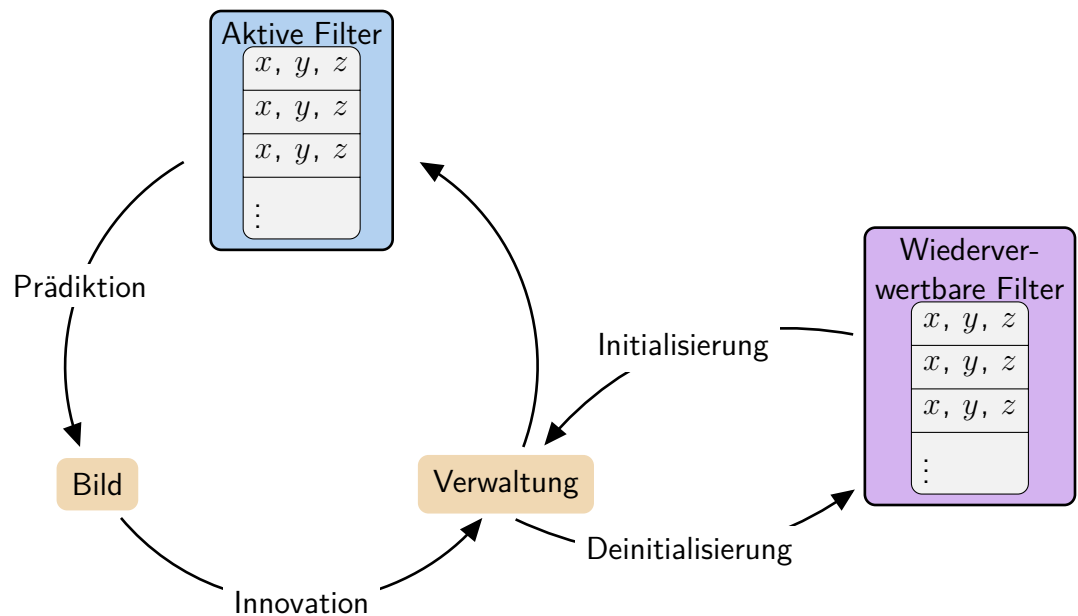 Aktive Filter
x, y, z
x, y, z
x, y, z
⋮
Prädiktion
Bild
Innovation
Verwaltung
Initialisierung
Deinitialisierung
Wiederver-
wertbare Filter
x, y, z
x, y, z
x, y, z
⋮